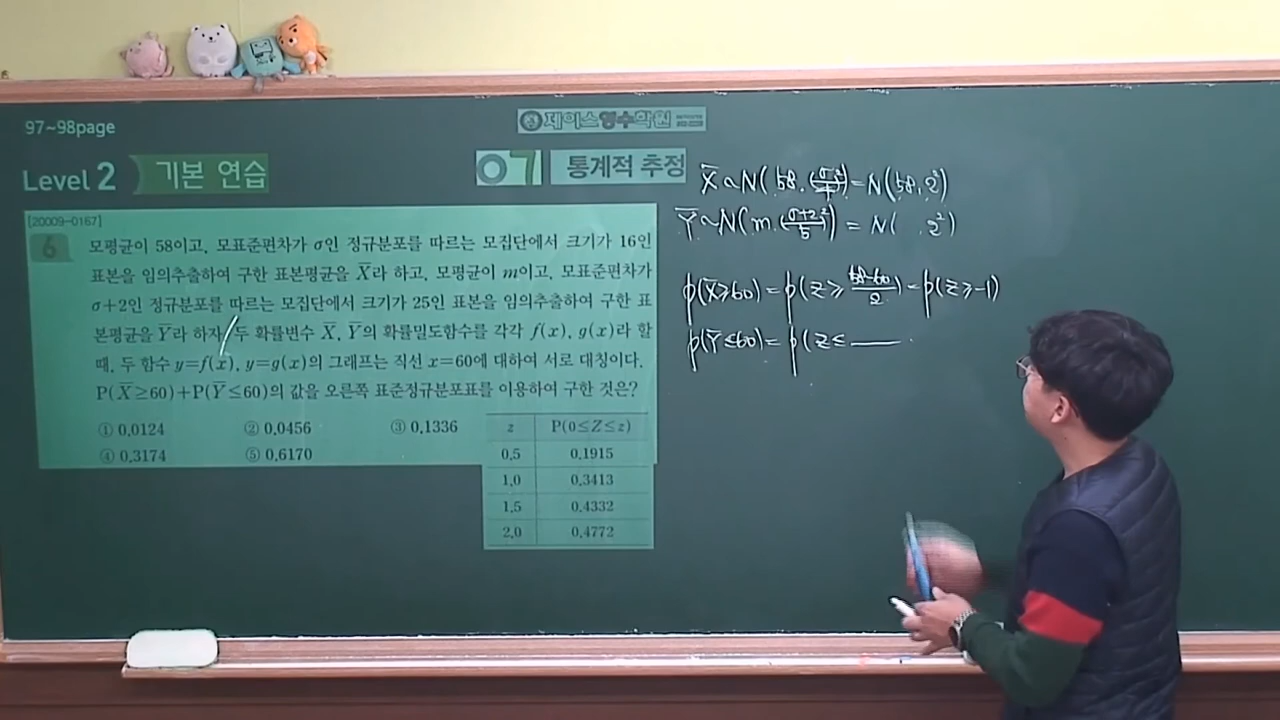 97~98page
제이스영수학원
Level 2 기본 연습
07 통계적 추정
[20009-0167]
6 모평균이 58이고, 모표준편차가 σ인 정규분포를 따르는 모집단에서 크기가 16인
표본을 임의추출하여 구한 표본평균을 X̄라 하고, 모평균이 m이고, 모표준편차가
σ+2인 정규분포를 따르는 모집단에서 크기가 25인 표본을 임의추출하여 구한 표
본평균을 Ȳ라 하자. 두 확률변수 X̄, Ȳ의 확률밀도함수를 각각 f(x), g(x)라 할
때, 두 함수 y=f(x), y=g(x)의 그래프는 직선 x=60에 대하여 서로 대칭이다.
P(X̄≥60)+P(Ȳ≤60)의 값을 오른쪽 표준정규분포표를 이용하여 구한 것은?
① 0.0124 ② 0.0456 ③ 0.1336
④ 0.3174 ⑤ 0.6170
z P(0≤Z≤z)
0.5 0.1915
1.0 0.3413
1.5 0.4332
2.0 0.4772
X̄~N(58, (σ/4)²)=N(58, 2²)
Ȳ~N(m, (σ+2/5)²) = N( , 2²)
p(X̄≥60) = p(Z≥ 58-60/2) = p(Z≥-1)
p(Ȳ≤60) = p(Z≤